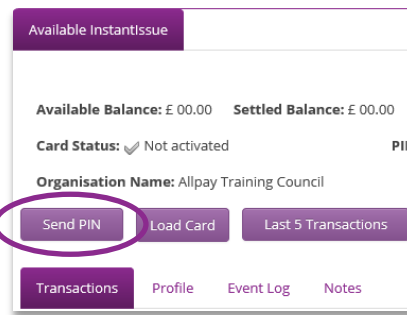 Available InstantIssue
Available Balance: £ 00.00 Settled Balance: £ 00.00
Card Status: Not activated
Organisation Name: Allpay Training Council
Send PIN Load Card Last 5 Transactions
Transactions Profile Event Log Notes